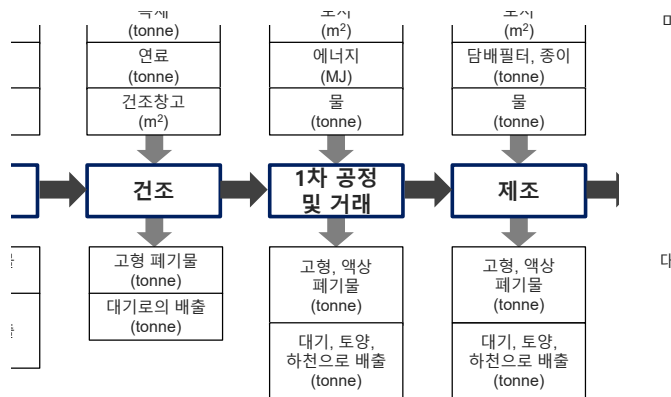 (tonne)
연료
(tonne)
건조창고
(m²)
(m²)
에너지
(MJ)
물
(tonne)
(m²)
담배필터, 종이
(tonne)
물
(tonne)
건조
1차 공정
및 거래
제조
고형 폐기물
(tonne)
대기로의 배출
(tonne)
고형, 액상
폐기물
(tonne)
대기, 토양,
하천으로 배출
(tonne)
고형, 액상
폐기물
(tonne)
대기, 토양,
하천으로 배출
(tonne)